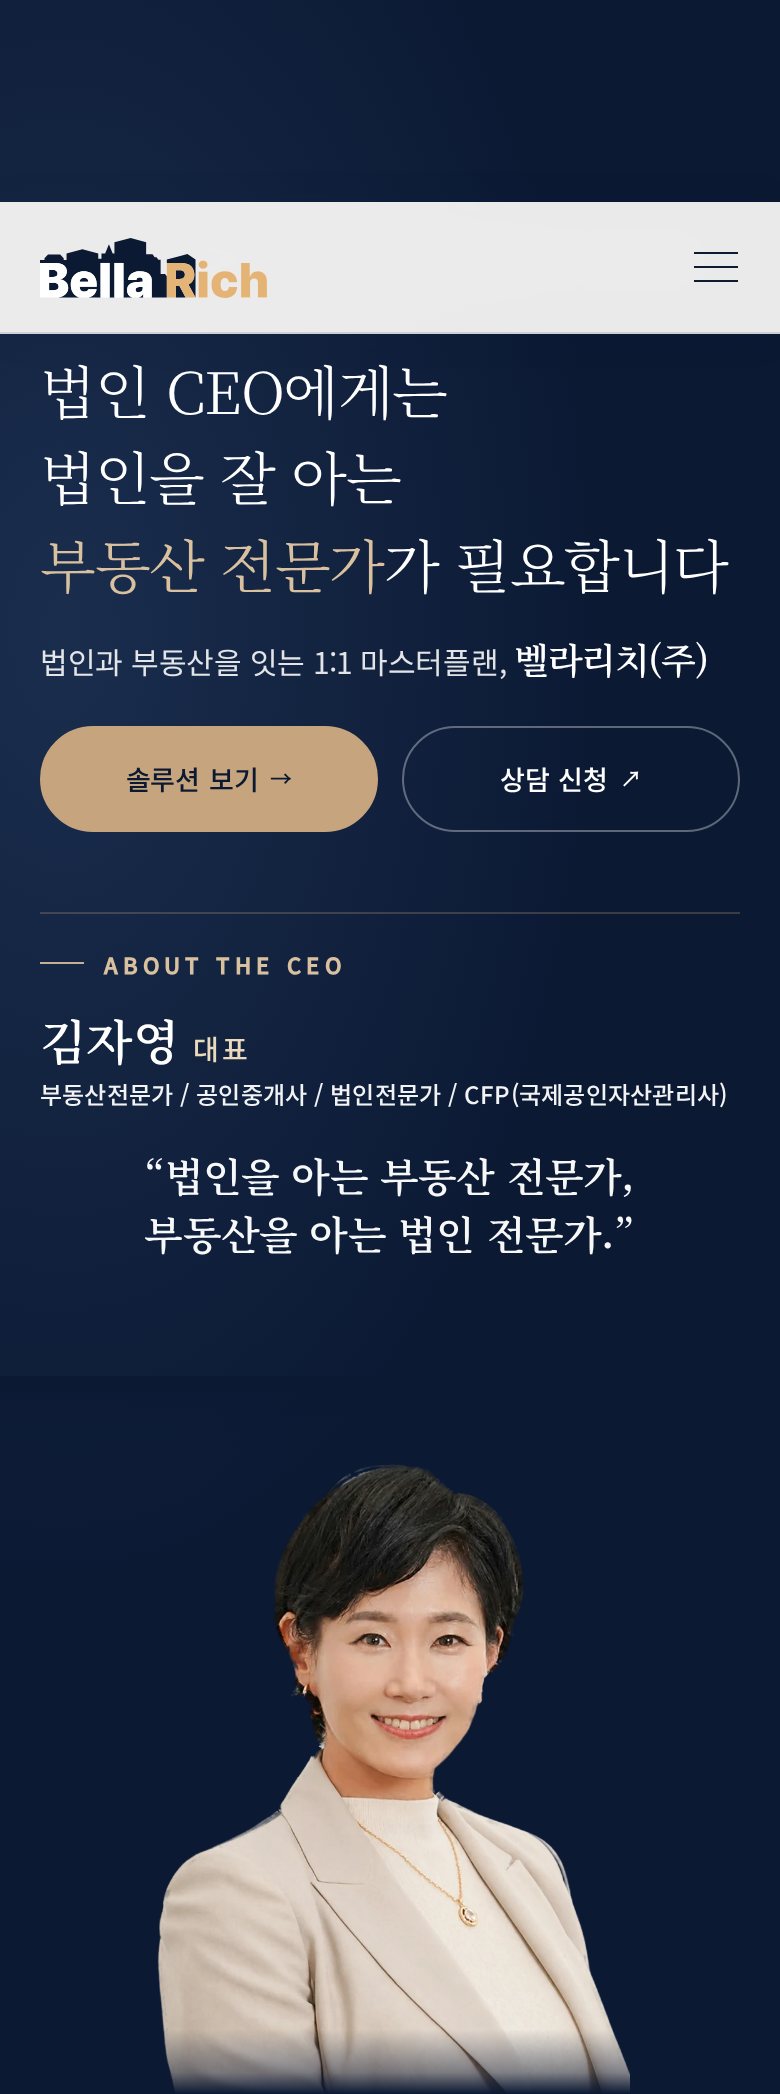 Bella Rich
법인 CEO에게는
법인을 잘 아는
부동산 전문가가 필요합니다
법인과 부동산을 잇는 1:1 마스터플랜, 벨라리치(주)
솔루션 보기 →
상담 신청 ↗
ABOUT THE CEO
김자영 대표
부동산전문가 / 공인중개사 / 법인전문가 / CFP(국제공인자산관리사)
“법인을 아는 부동산 전문가,
부동산을 아는 법인 전문가.”